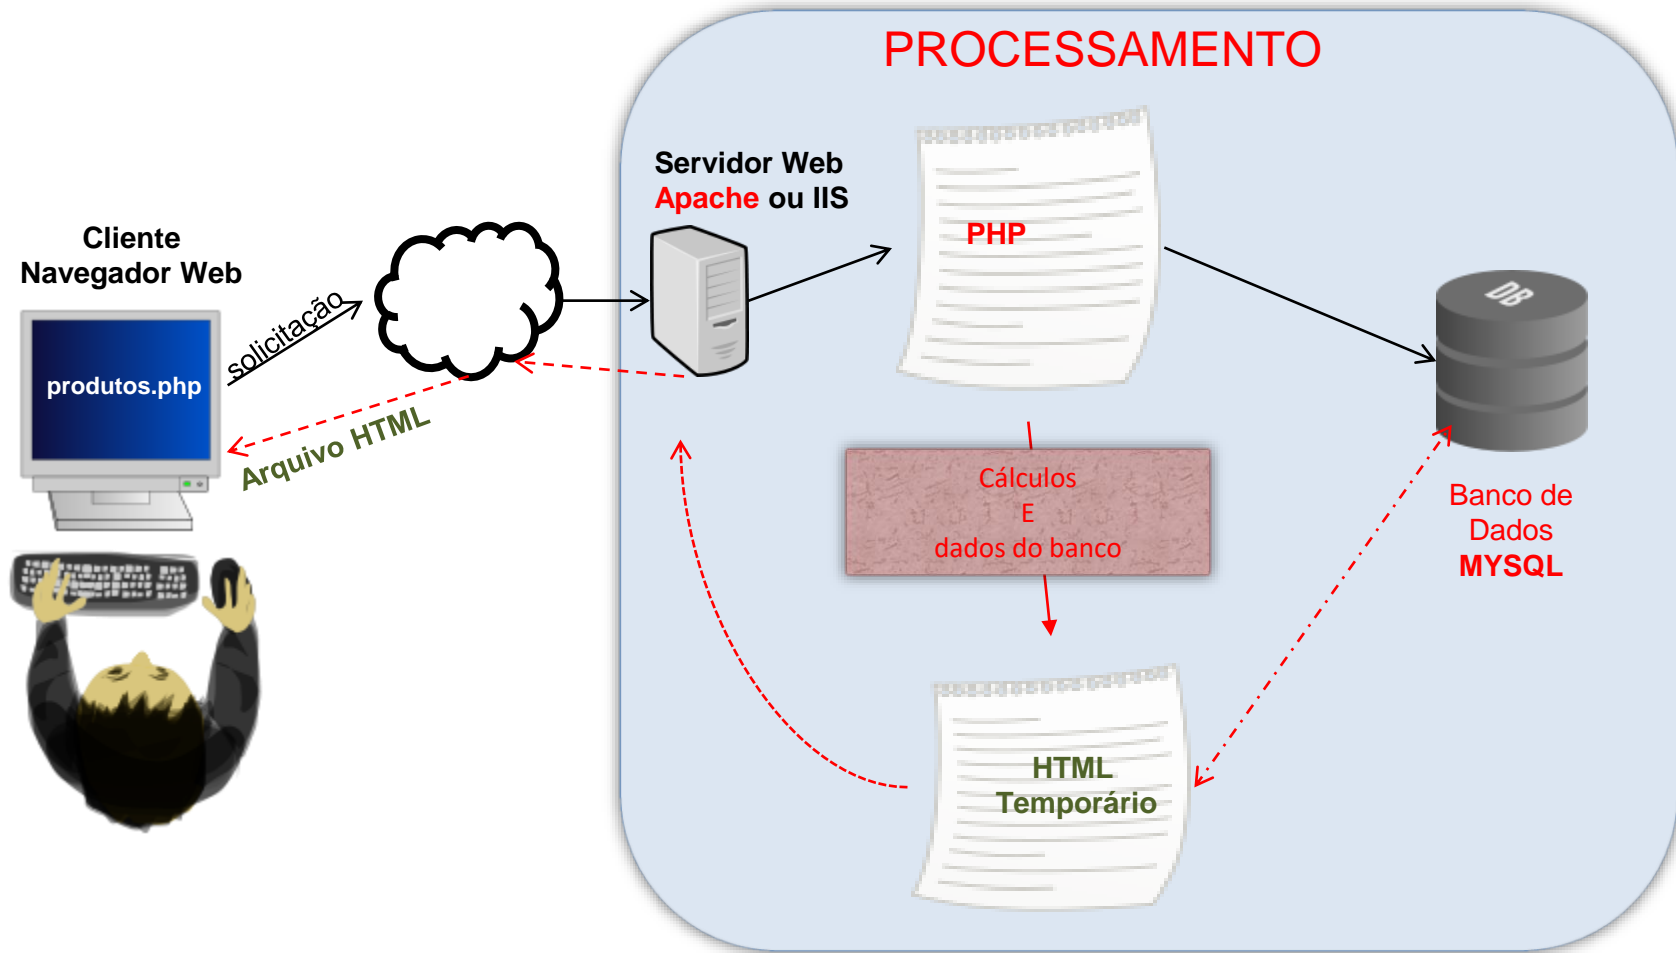 PROCESSAMENTO
Servidor Web
Apache ou IIS
Cliente
Navegador Web
solicitação
produtos.php
Arquivo HTML
PHP
DB
Cálculos
E
dados do banco
Banco de
Dados
MYSQL
HTML
Temporário